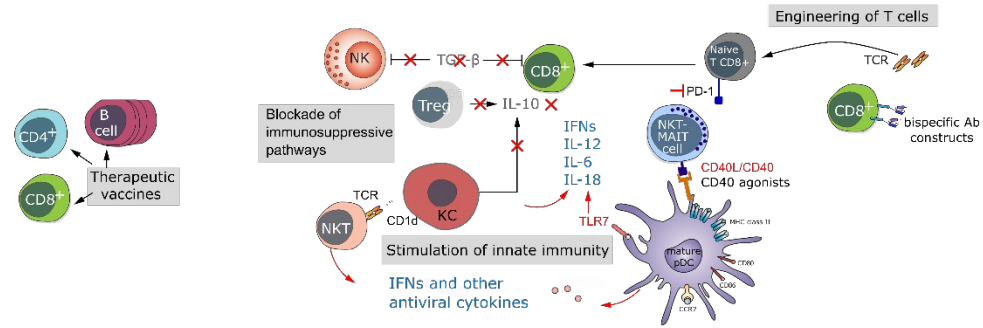 Engineering of T cells
NK
TGF-β
CD8+
Naive
T CD8+
TCR
Treg
IL-10
PD-1
CD8+
bispecific Ab
constructs
B
cell
CD4+
Blockade of
immunosuppressive
pathways
IFNs
IL-12
IL-6
IL-18
NKT-
MAIT
cell
Therapeutic
vaccines
CD8+
CD40L/CD40
CD40 agonists
TCR
CD1d
KC
NKT
TLR7
MHC class II
Stimulation of innate immunity
mature
pDC
CD80
CD86
CCR2
IFNs and other
antiviral cytokines